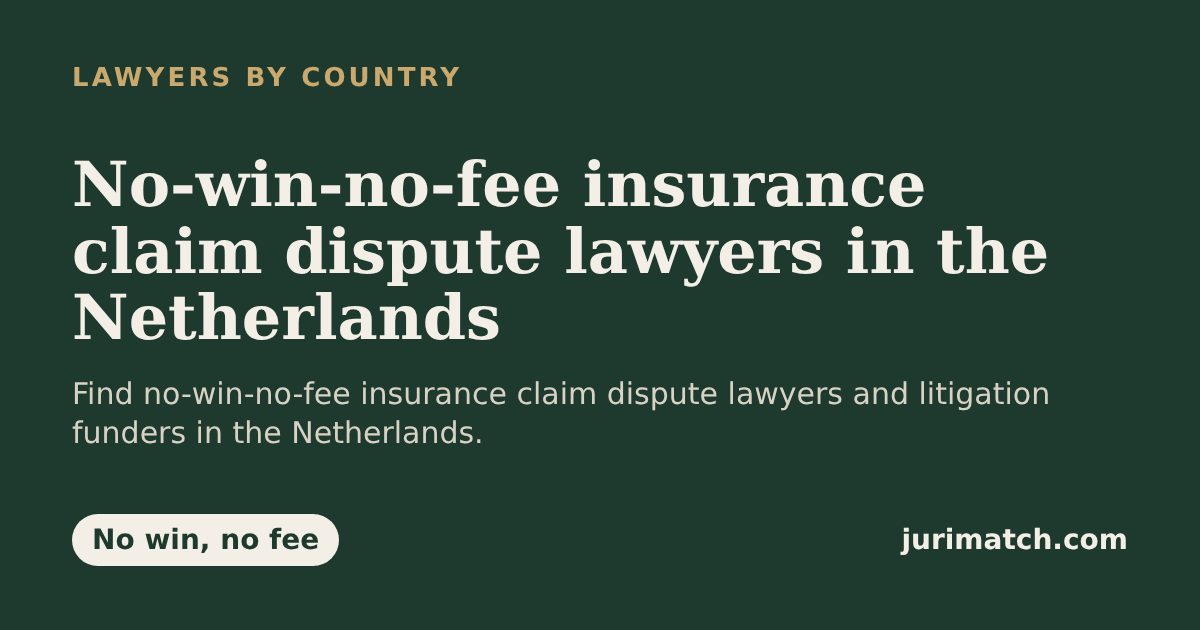 LAWYERS BY COUNTRY
No-win-no-fee insurance
claim dispute lawyers in the
Netherlands
Find no-win-no-fee insurance claim dispute lawyers and litigation
funders in the Netherlands.
No win, no fee
jurimatch.com